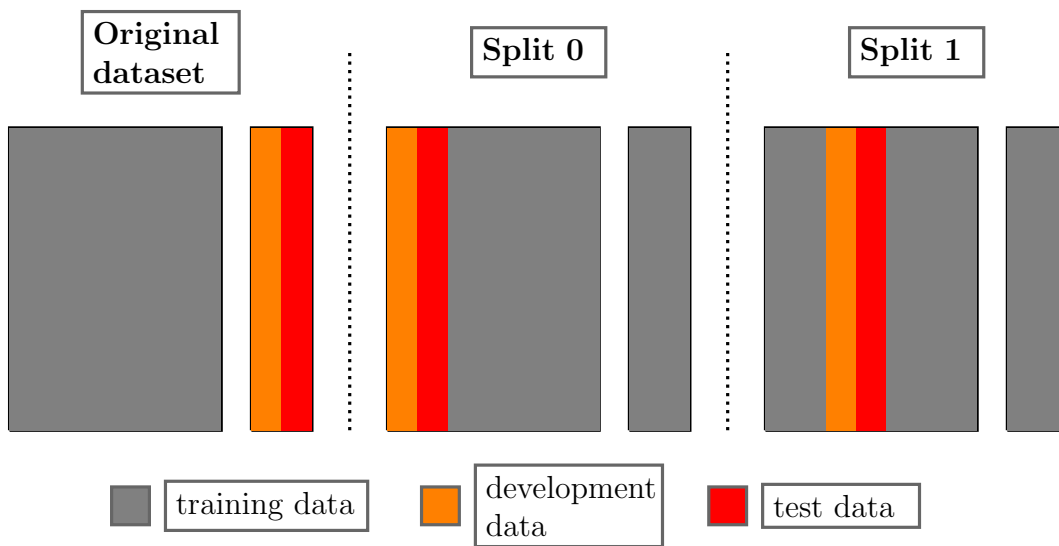 Original
dataset
Split 0
Split 1
training data
development
data
test data